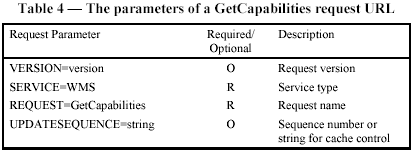 Table 4 — The parameters of a GetCapabilities request URL
Request Parameter Required/ Description
Optional
VERSION=version O Request version
SERVICE=WMS R Service type
REQUEST=GetCapabilities R Request name
UPDATESEQUENCE=string O Sequence number or
string for cache control